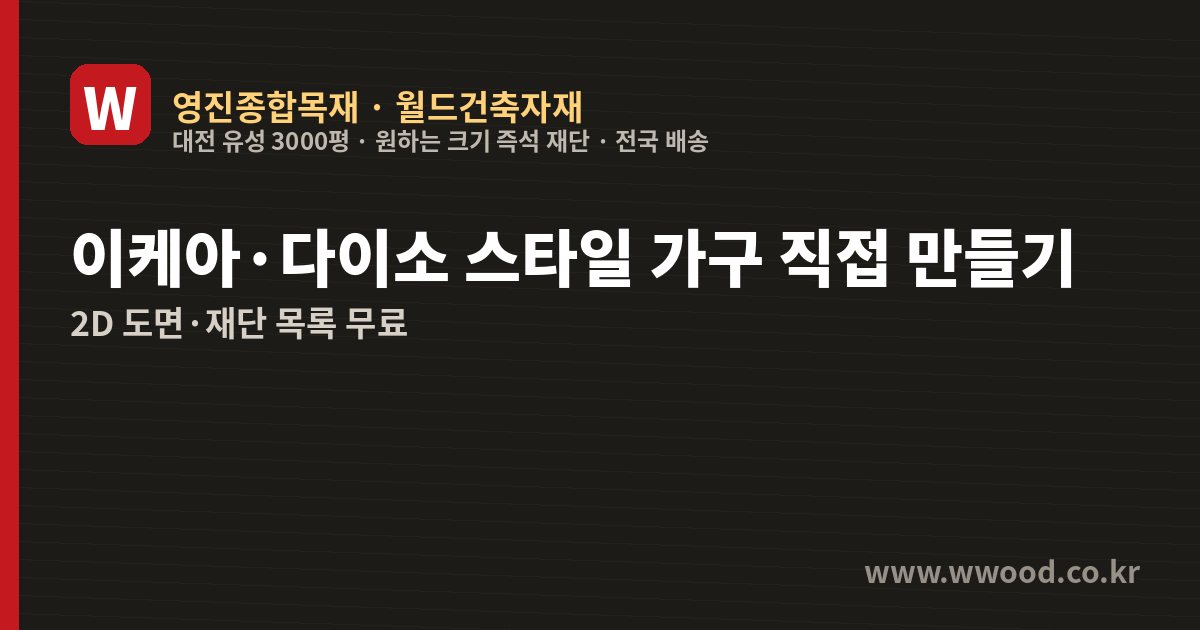 W
영진종합목재 · 월드건축자재
대전 유성 3000평 · 원하는 크기 즉석 재단 · 전국 배송
이케아·다이소 스타일 가구 직접 만들기
2D 도면·재단 목록 무료
www.wwood.co.kr